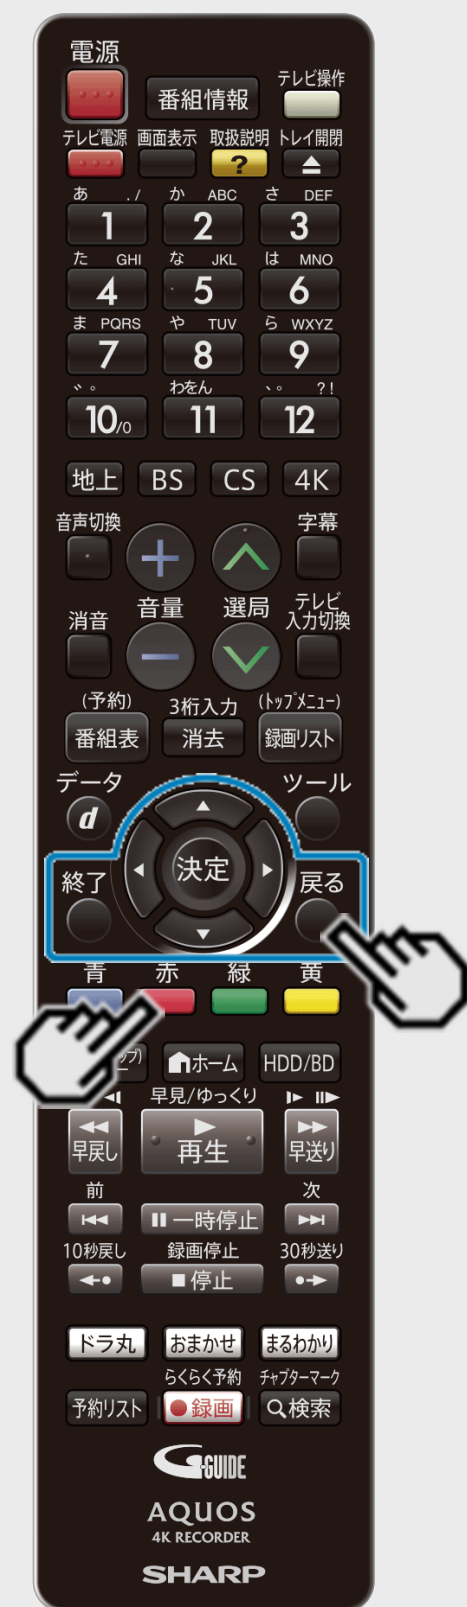 電源
番組情報
テレビ操作
テレビ電源 画面表示 取扱説明 トレイ開閉
?
あ ./ か ABC さ DEF
1 2 3
た GHI な JKL は MNO
4 5 6
ま PQRS や TUV ら WXYZ
7 8 9
゛゜ わをん 、。 ?!
10/0 11 12
地上 BS CS 4K
音声切換 字幕
消音 音量 選局 テレビ
入力切換
(予約) 3桁入力 (トップメニュー)
番組表 消去 録画リスト
データ ツール
d
決定
終了 戻る
青 赤 緑 黄
ホーム HDD/BD
早見/ゆっくり
早戻し 再生 早送り
前 次
一時停止
10秒戻し 録画停止 30秒送り
停止
ドラ丸 おまかせ まるわかり
らくらく予約 チャプターマーク
予約リスト 録画 検索
G-GUIDE
AQUOS
4K RECORDER
SHARP